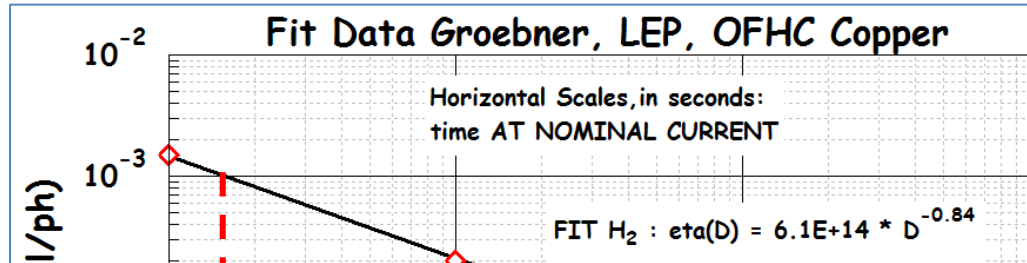 Fit Data Groebner, LEP, OFHC Copper
10⁻²
Horizontal Scales, in seconds:
time AT NOMINAL CURRENT
10⁻³
l/ph)
FIT H₂ : eta(D) = 6.1E+14 * D⁻⁰·⁸⁴